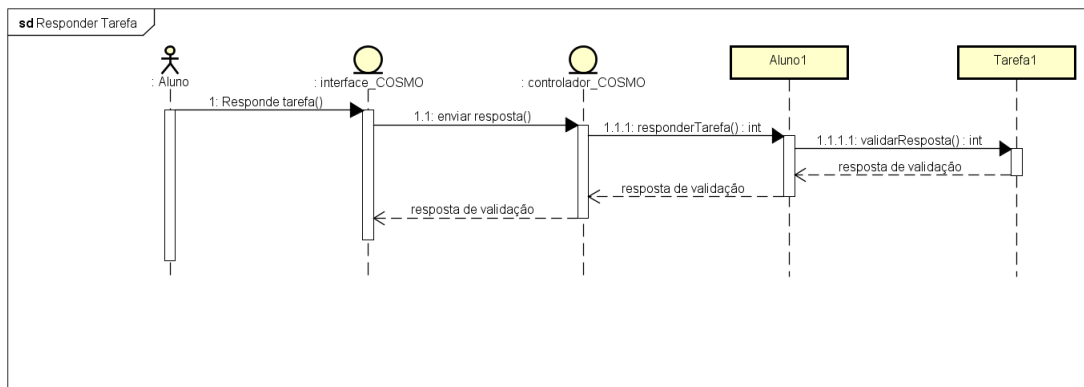 sd Responder Tarefa
: Aluno
: interface_COSMO
: controlador_COSMO
Aluno1
Tarefa1
1: Responde tarefa()
1.1: enviar resposta()
1.1.1: responderTarefa() : int
1.1.1.1: validarResposta() : int
resposta de validação
resposta de validação
resposta de validação